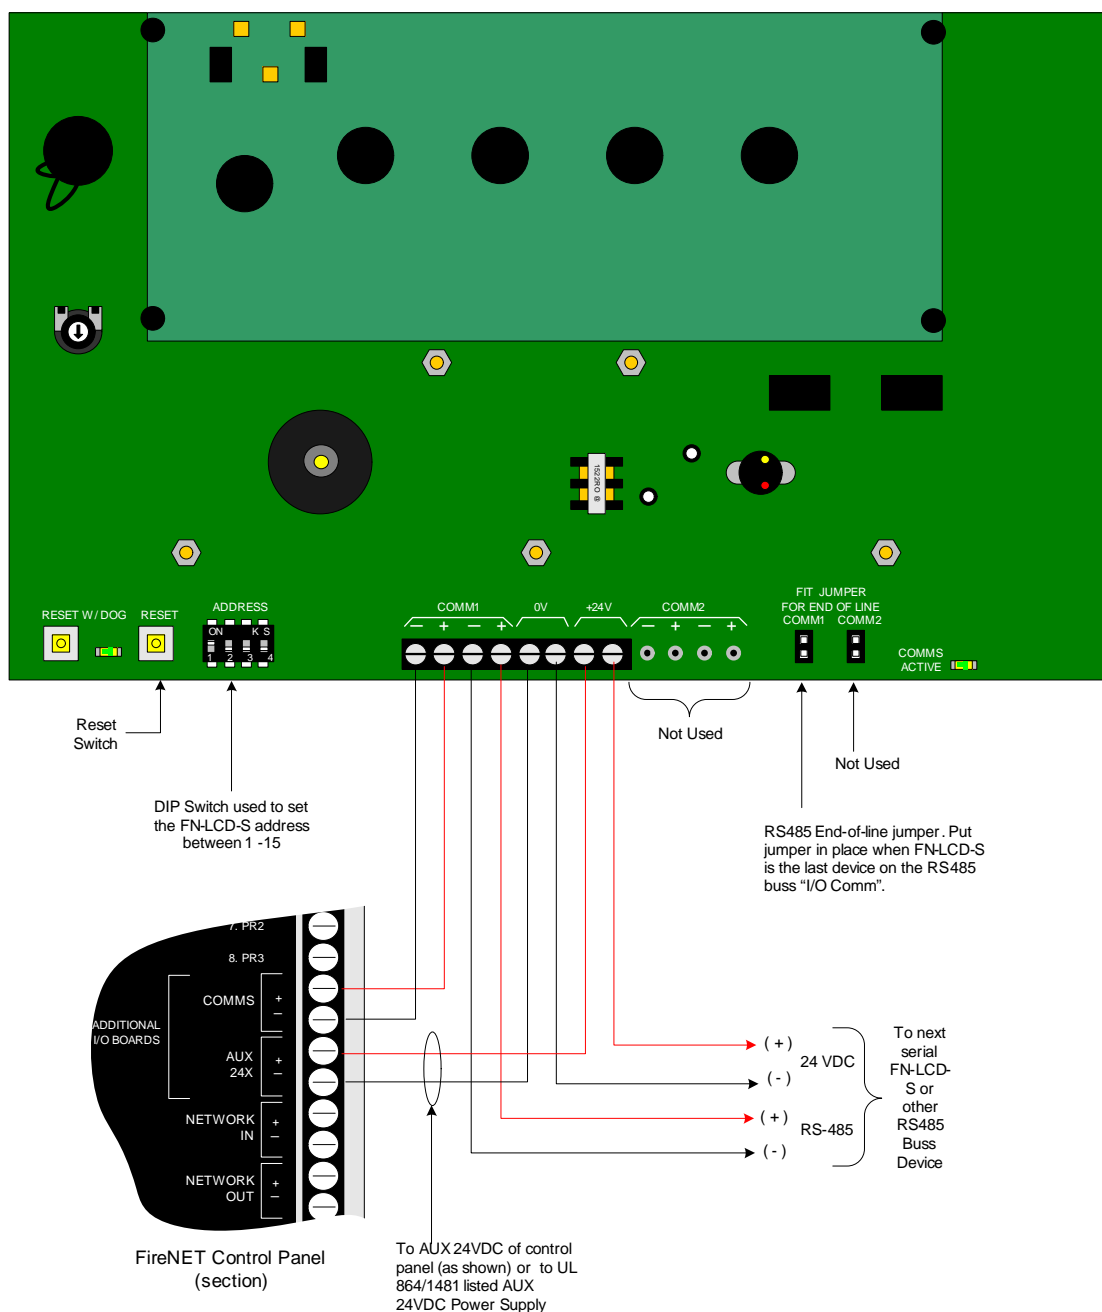 1522RO @
RESET W/ DOG
RESET
ADDRESS
ON K S
1 2 3 4
COMM1
0V
+24V
COMM2
– + – +
– + – +
FIT JUMPER
FOR END OF LINE
COMM1 COMM2
COMMS
ACTIVE
Reset
Switch
Not Used
Not Used
DIP Switch used to set
the FN-LCD-S address
between 1 -15
RS485 End-of-line jumper. Put
jumper in place when FN-LCD-S
is the last device on the RS485
buss “I/O Comm”.
7. PR2
8. PR3
ADDITIONAL
I/O BOARDS
COMMS
+
–
AUX
24X
+
–
NETWORK
IN
+
–
NETWORK
OUT
+
–
(+)
24 VDC
(-)
(+)
RS-485
(-)
To next
serial
FN-LCD-
S or
other
RS485
Buss
Device
FireNET Control Panel
(section)
To AUX 24VDC of control
panel (as shown) or to UL
864/1481 listed AUX
24VDC Power Supply